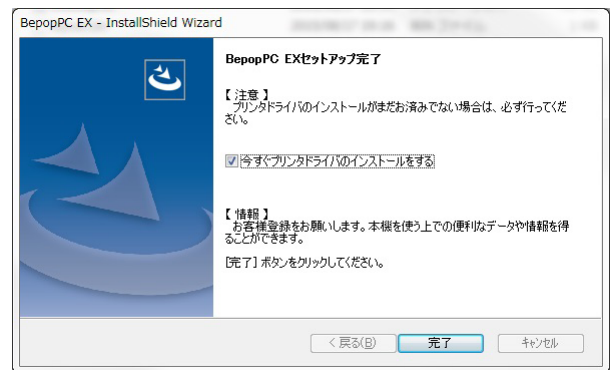 BepopPC EX - InstallShield Wizard
BepopPC EXセットアップ完了
【 注意 】
プリンタドライバのインストールがまだお済みでない場合は、必ず行ってくだ
さい。
今すぐプリンタドライバのインストールをする
【 情報 】
お客様登録をお願いします。本機を使う上での便利なデータや情報を得
ることができます。
[完了] ボタンをクリックしてください。
< 戻る(B)
完了
キャンセル